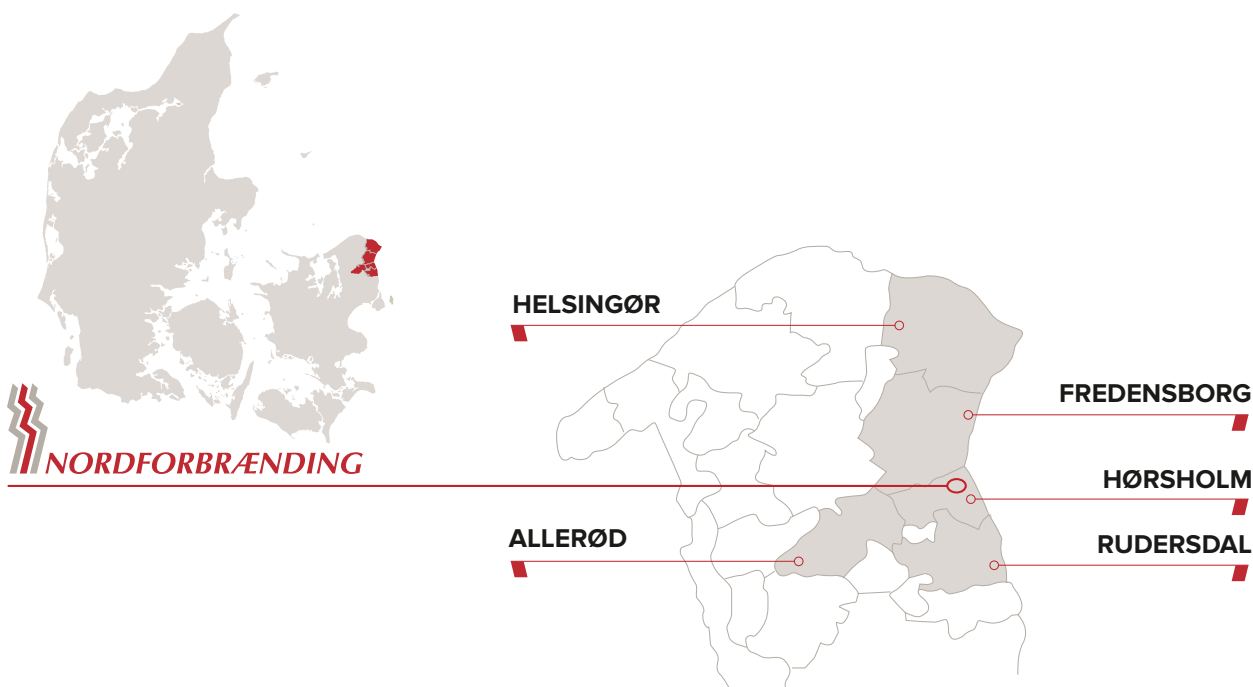 HELSINGØR
FREDENSBORG
NORDFORBRÆNDING
HØRSHOLM
ALLERØD
RUDERSDAL